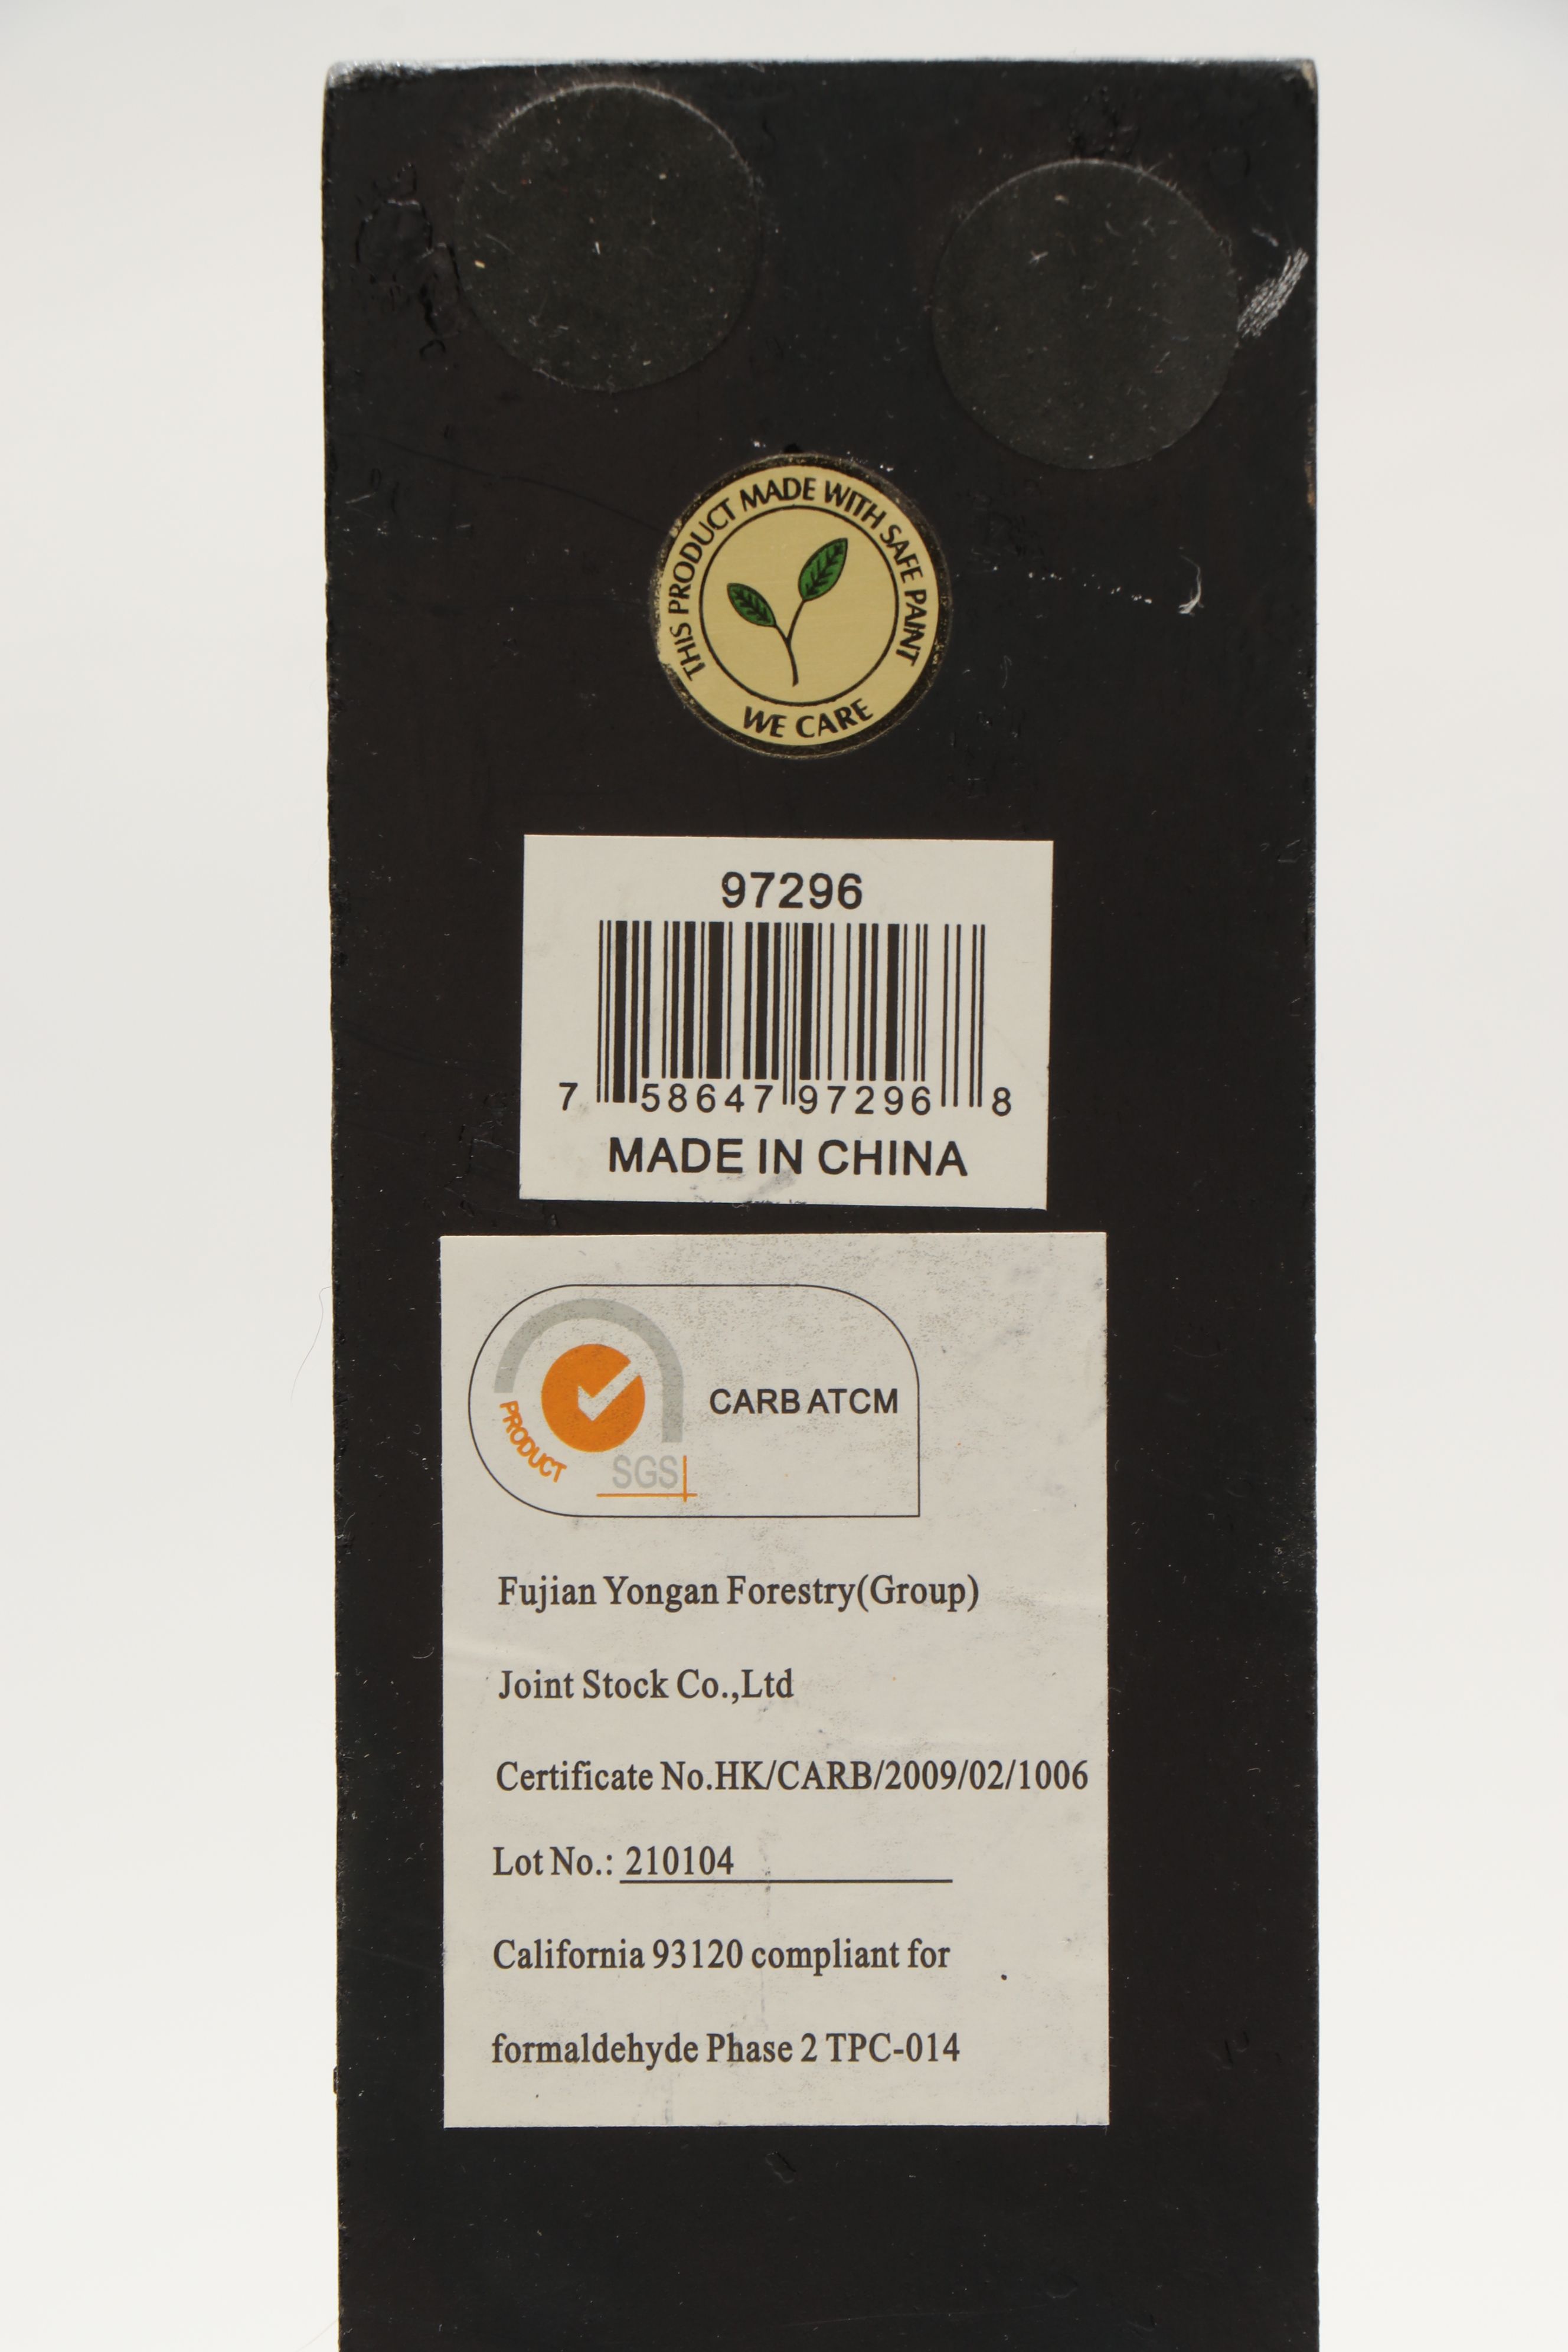 THIS PRODUCT MADE WITH SAFE PAINT
WE CARE
97296
7 58647 97296 8
MADE IN CHINA
PRODUCT
SGS
CARB ATCM
Fujian Yongan Forestry(Group)
Joint Stock Co.,Ltd
Certificate No.HK/CARB/2009/02/1006
Lot No.: 210104
California 93120 compliant for
formaldehyde Phase 2 TPC-014